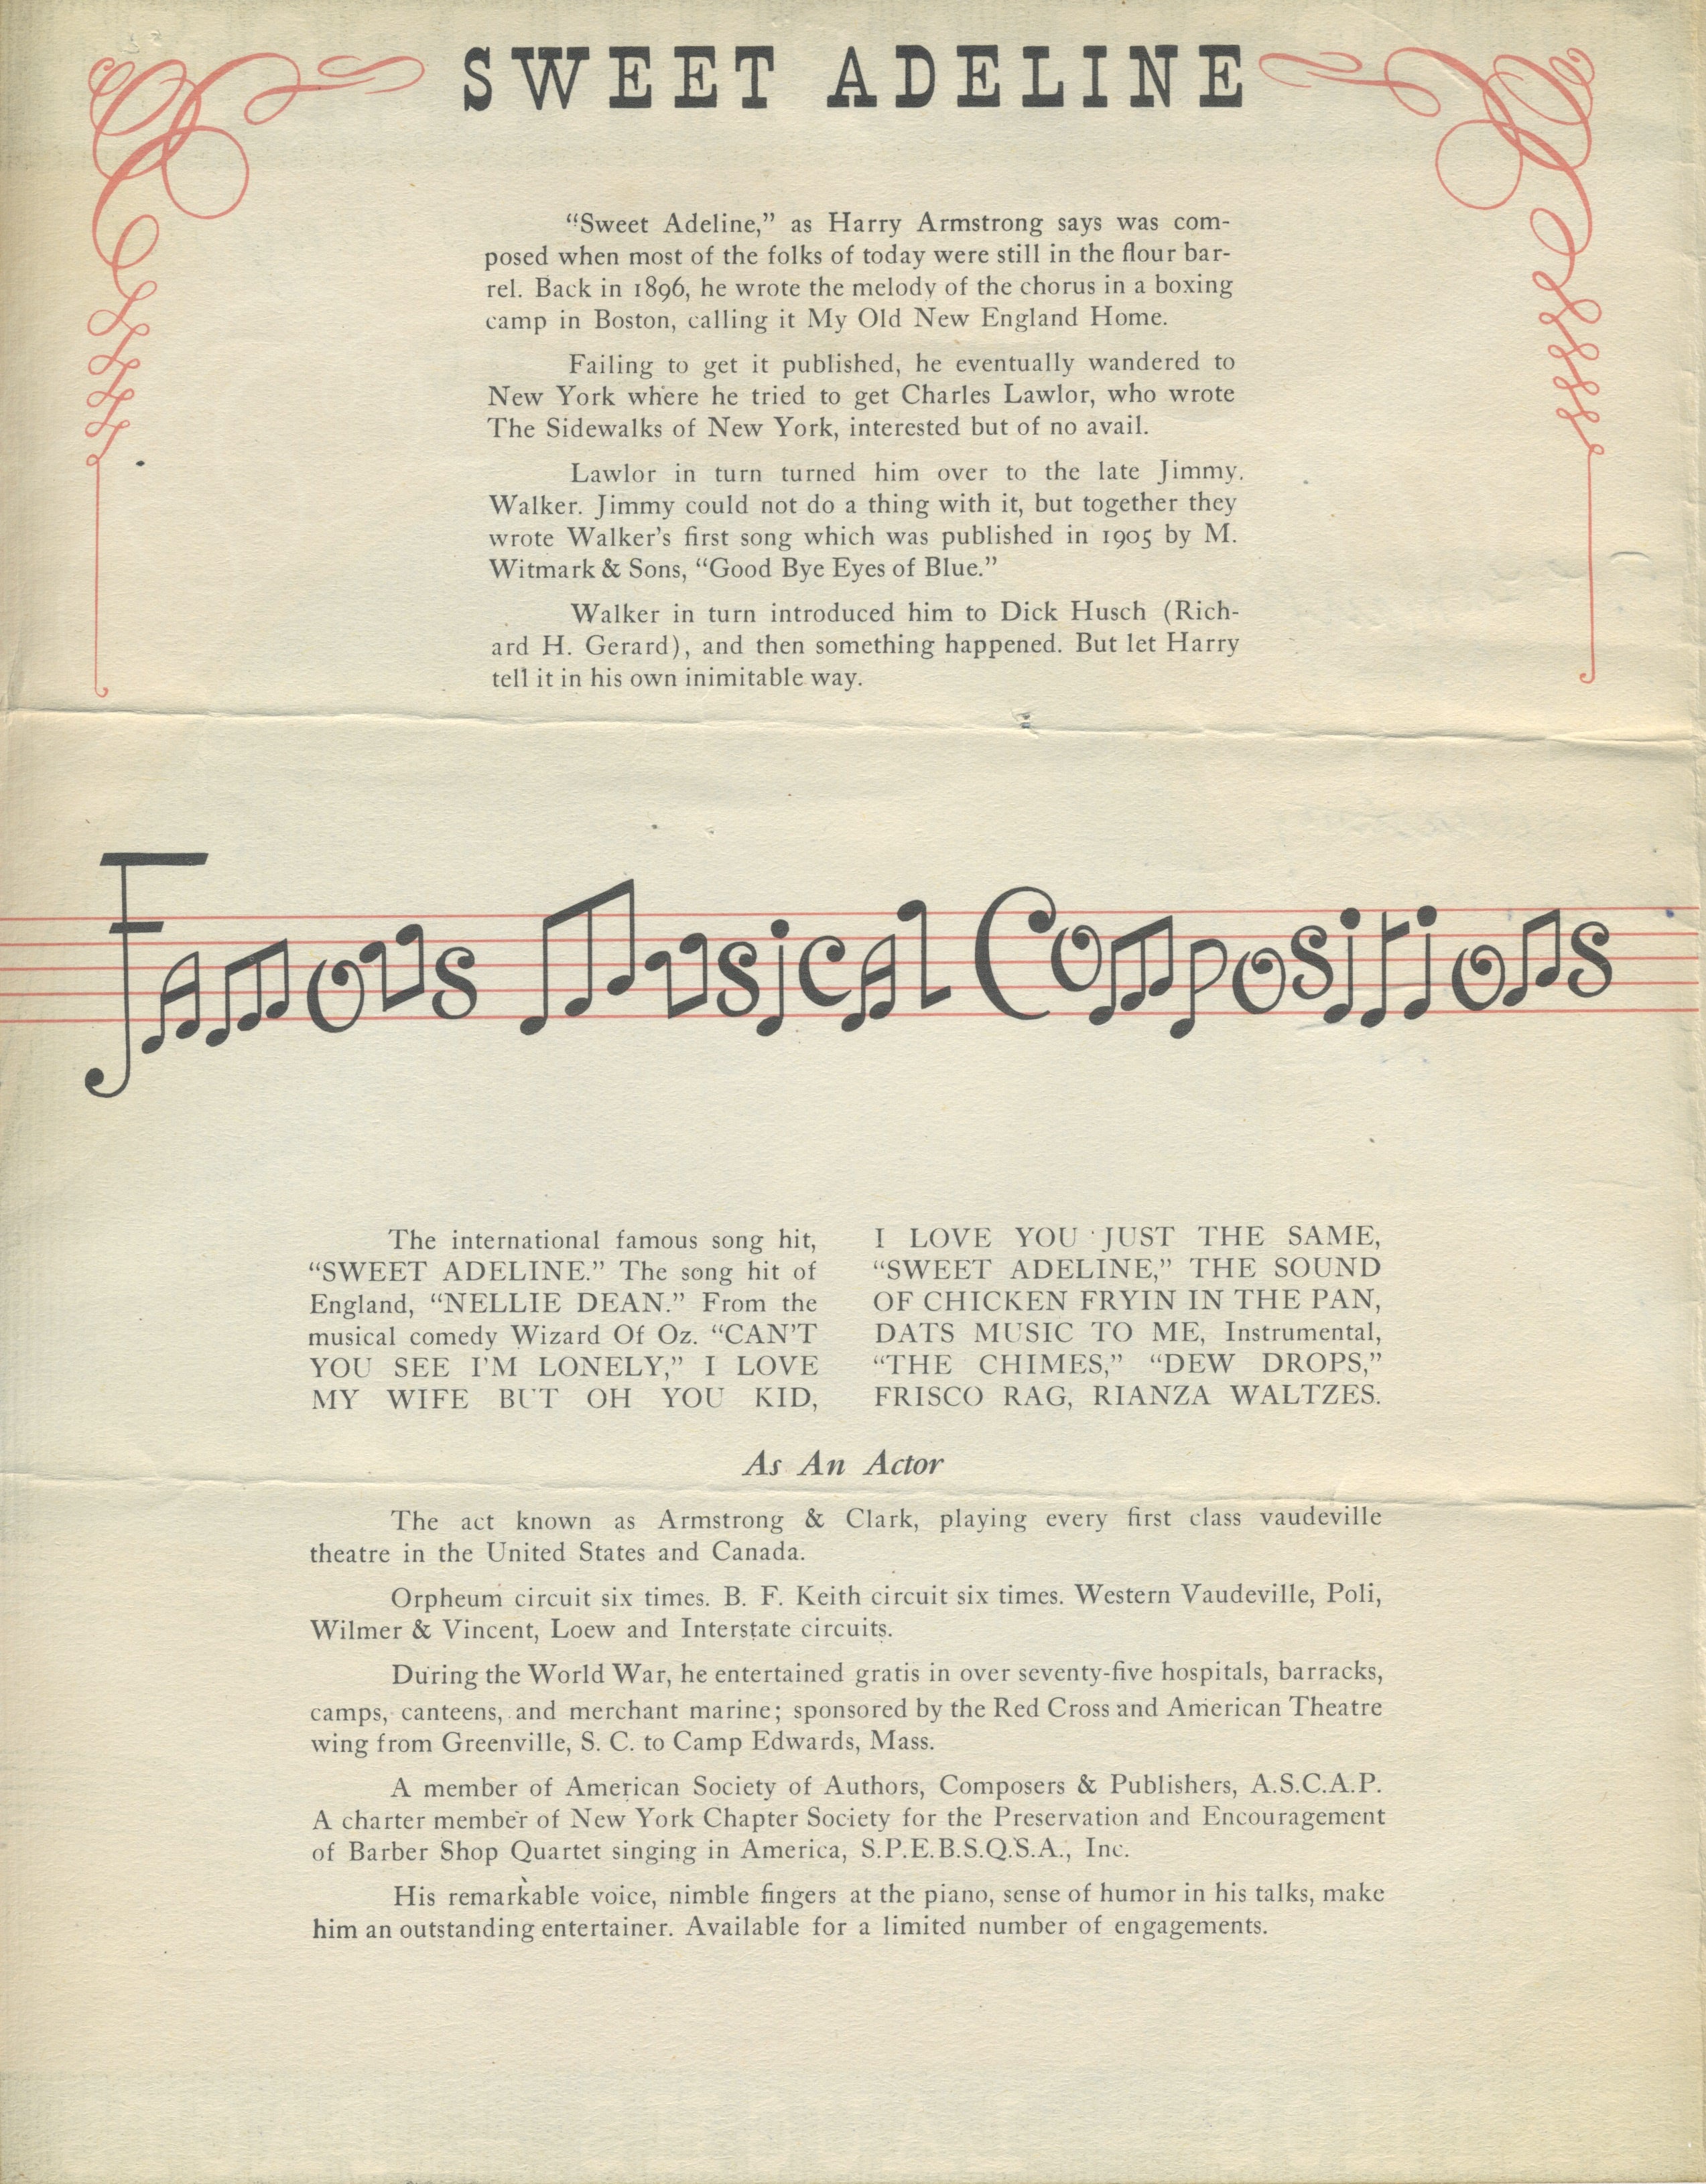 SWEET ADELINE
“Sweet Adeline,” as Harry Armstrong says was com-
posed when most of the folks of today were still in the flour bar-
rel. Back in 1896, he wrote the melody of the chorus in a boxing
camp in Boston, calling it My Old New England Home.
Failing to get it published, he eventually wandered to
New York where he tried to get Charles Lawlor, who wrote
The Sidewalks of New York, interested but of no avail.
Lawlor in turn turned him over to the late Jimmy.
Walker. Jimmy could not do a thing with it, but together they
wrote Walker’s first song which was published in 1905 by M.
Witmark & Sons, “Good Bye Eyes of Blue.”
Walker in turn introduced him to Dick Husch (Rich-
ard H. Gerard), and then something happened. But let Harry
tell it in his own inimitable way.
Famous Musical Compositions
The international famous song hit,
“SWEET ADELINE.” The song hit of
England, “NELLIE DEAN.” From the
musical comedy Wizard Of Oz. “CAN’T
YOU SEE I’M LONELY,” I LOVE
MY WIFE BUT OH YOU KID,
I LOVE YOU JUST THE SAME,
“SWEET ADELINE,” THE SOUND
OF CHICKEN FRYIN IN THE PAN,
DATS MUSIC TO ME, Instrumental,
“THE CHIMES,” “DEW DROPS,”
FRISCO RAG, RIANZA WALTZES.
As An Actor
The act known as Armstrong & Clark, playing every first class vaudeville
theatre in the United States and Canada.
Orpheum circuit six times. B. F. Keith circuit six times. Western Vaudeville, Poli,
Wilmer & Vincent, Loew and Interstate circuits.
During the World War, he entertained gratis in over seventy-five hospitals, barracks,
camps, canteens, and merchant marine; sponsored by the Red Cross and American Theatre
wing from Greenville, S. C. to Camp Edwards, Mass.
A member of American Society of Authors, Composers & Publishers, A.S.C.A.P.
A charter member of New York Chapter Society for the Preservation and Encouragement
of Barber Shop Quartet singing in America, S.P.E.B.S.Q.S.A., Inc.
His remarkable voice, nimble fingers at the piano, sense of humor in his talks, make
him an outstanding entertainer. Available for a limited number of engagements.